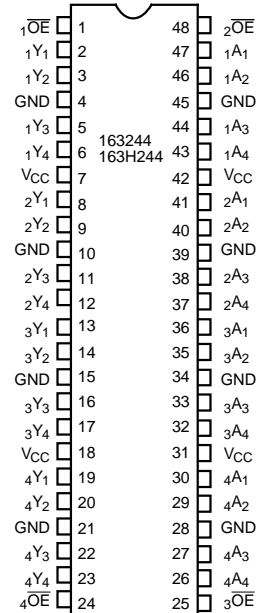 1OE 1 48 2OE
1Y1 2 47 1A1
1Y2 3 46 1A2
GND 4 45 GND
1Y3 5 44 1A3
163244
1Y4 6 43 1A4
163H244
VCC 7 42 VCC
2Y1 8 41 2A1
2Y2 9 40 2A2
GND 10 39 GND
2Y3 11 38 2A3
2Y4 12 37 2A4
3Y1 13 36 3A1
3Y2 14 35 3A2
GND 15 34 GND
3Y3 16 33 3A3
3Y4 17 32 3A4
VCC 18 31 VCC
4Y1 19 30 4A1
4Y2 20 29 4A2
GND 21 28 GND
4Y3 22 27 4A3
4Y4 23 26 4A4
4OE 24 25 3OE